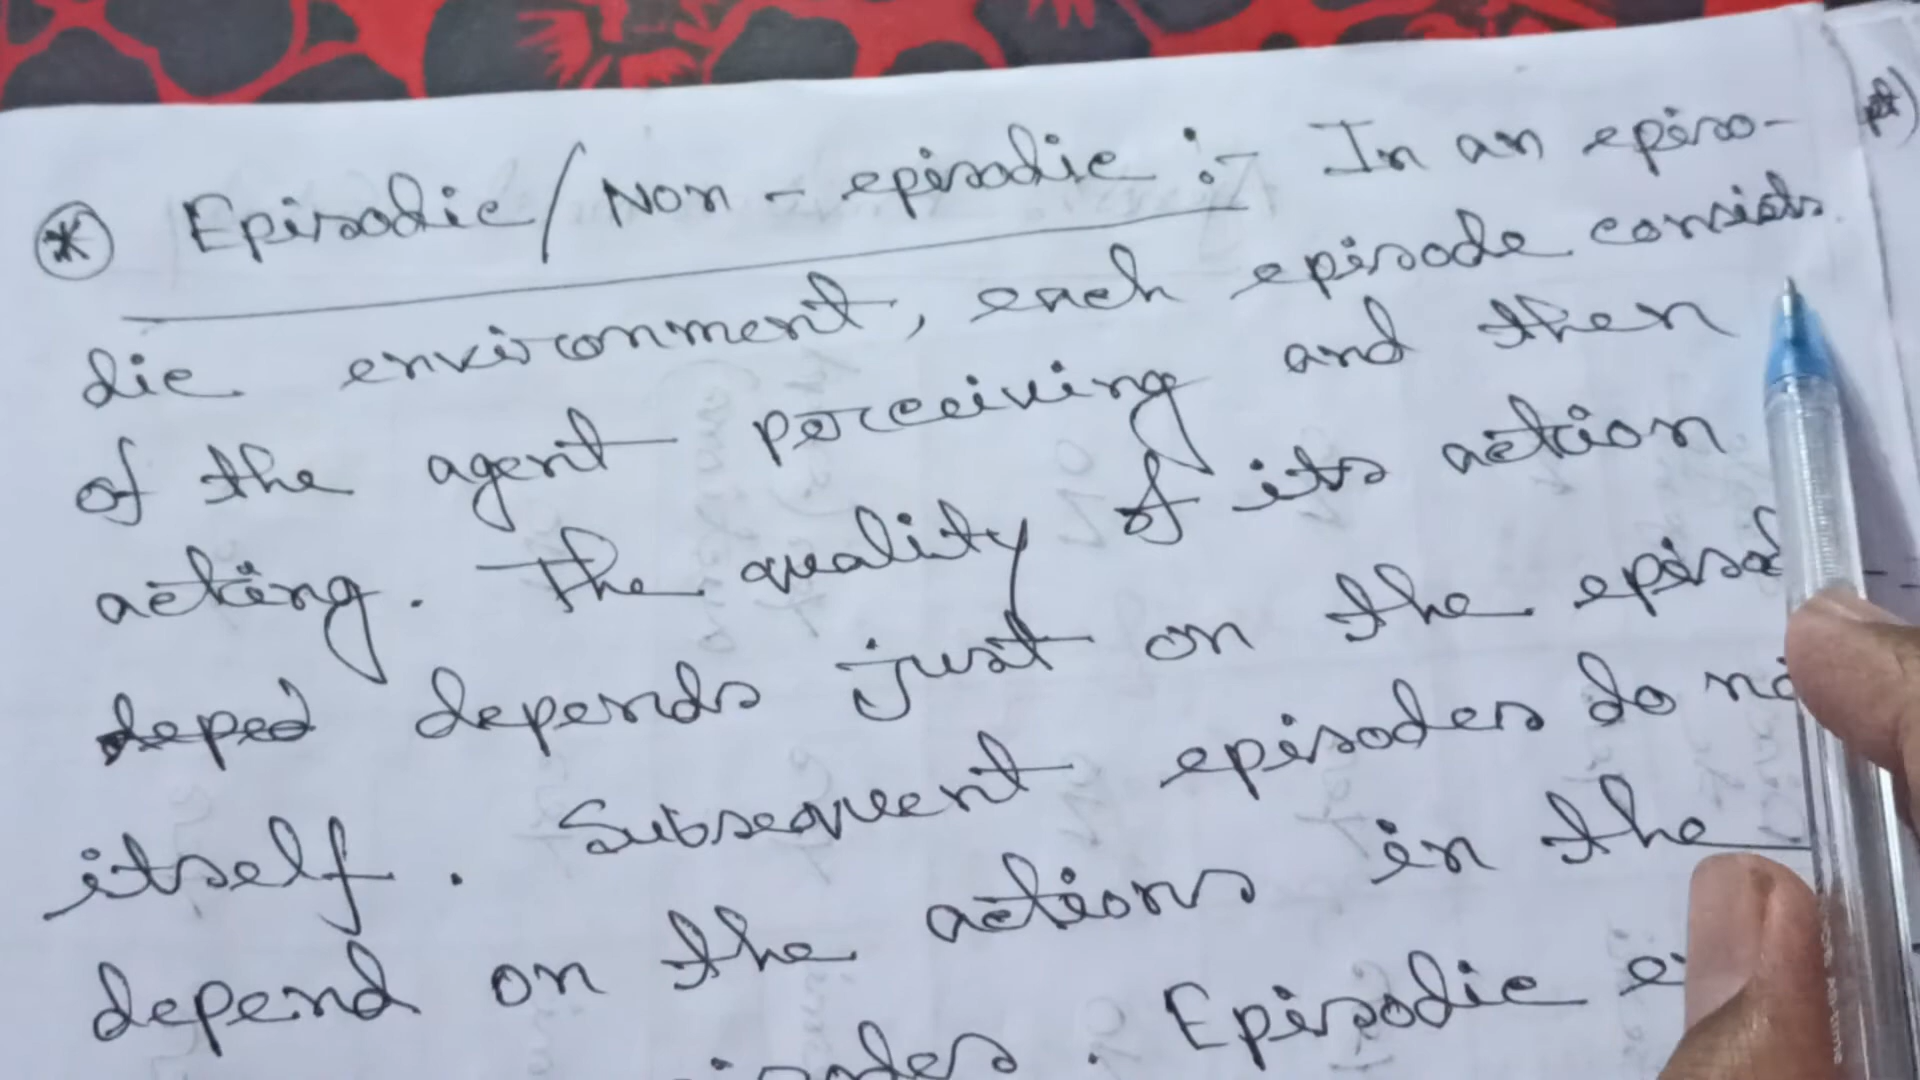 * Episodic/Non-episodic :- In an episo-
dic environment, each episode consists
of the agent perceiving and then
acting. The quality of its action
deped depends just on the episod
itself. Subsequent episodes do no
depend on the actions in the
Episodic